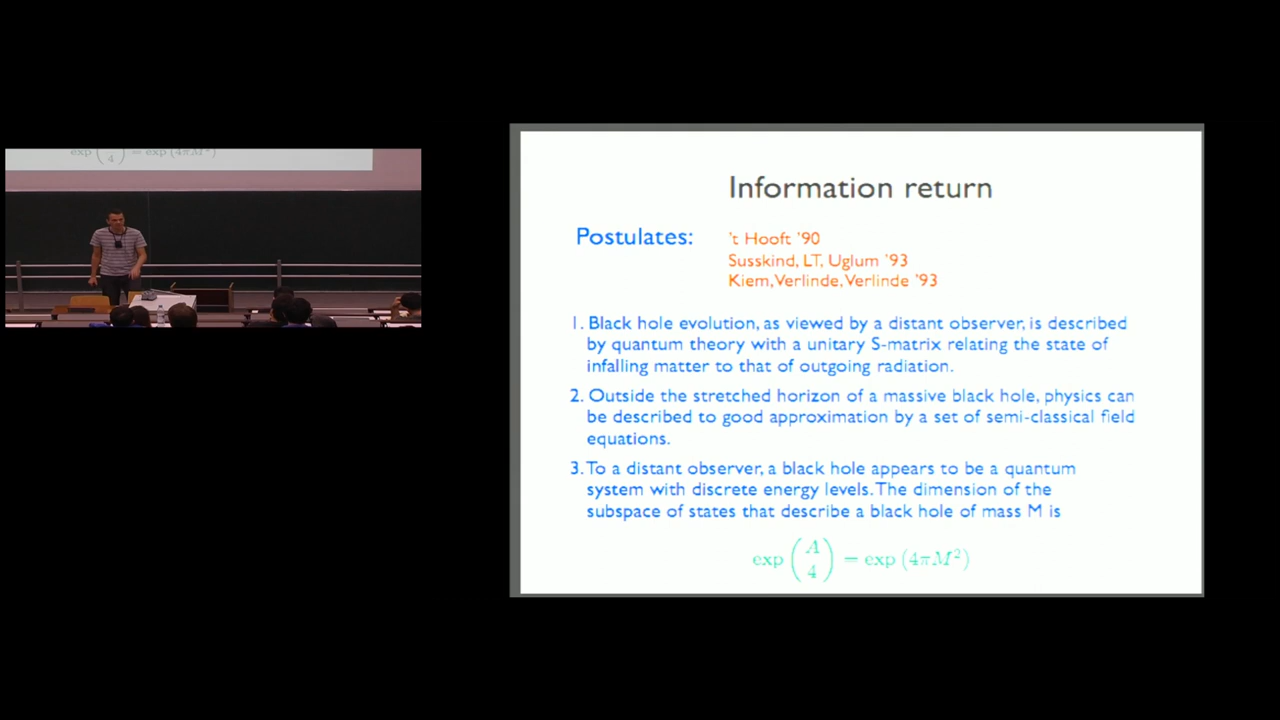 exp ( 4 ) = exp (4πM²)
Information return
Postulates:
't Hooft '90
Susskind, LT, Uglum '93
Kiem, Verlinde, Verlinde '93
1. Black hole evolution, as viewed by a distant observer, is described
by quantum theory with a unitary S-matrix relating the state of
infalling matter to that of outgoing radiation.
2. Outside the stretched horizon of a massive black hole, physics can
be described to good approximation by a set of semi-classical field
equations.
3. To a distant observer, a black hole appears to be a quantum
system with discrete energy levels. The dimension of the
subspace of states that describe a black hole of mass M is
exp (A/4) = exp (4πM²)